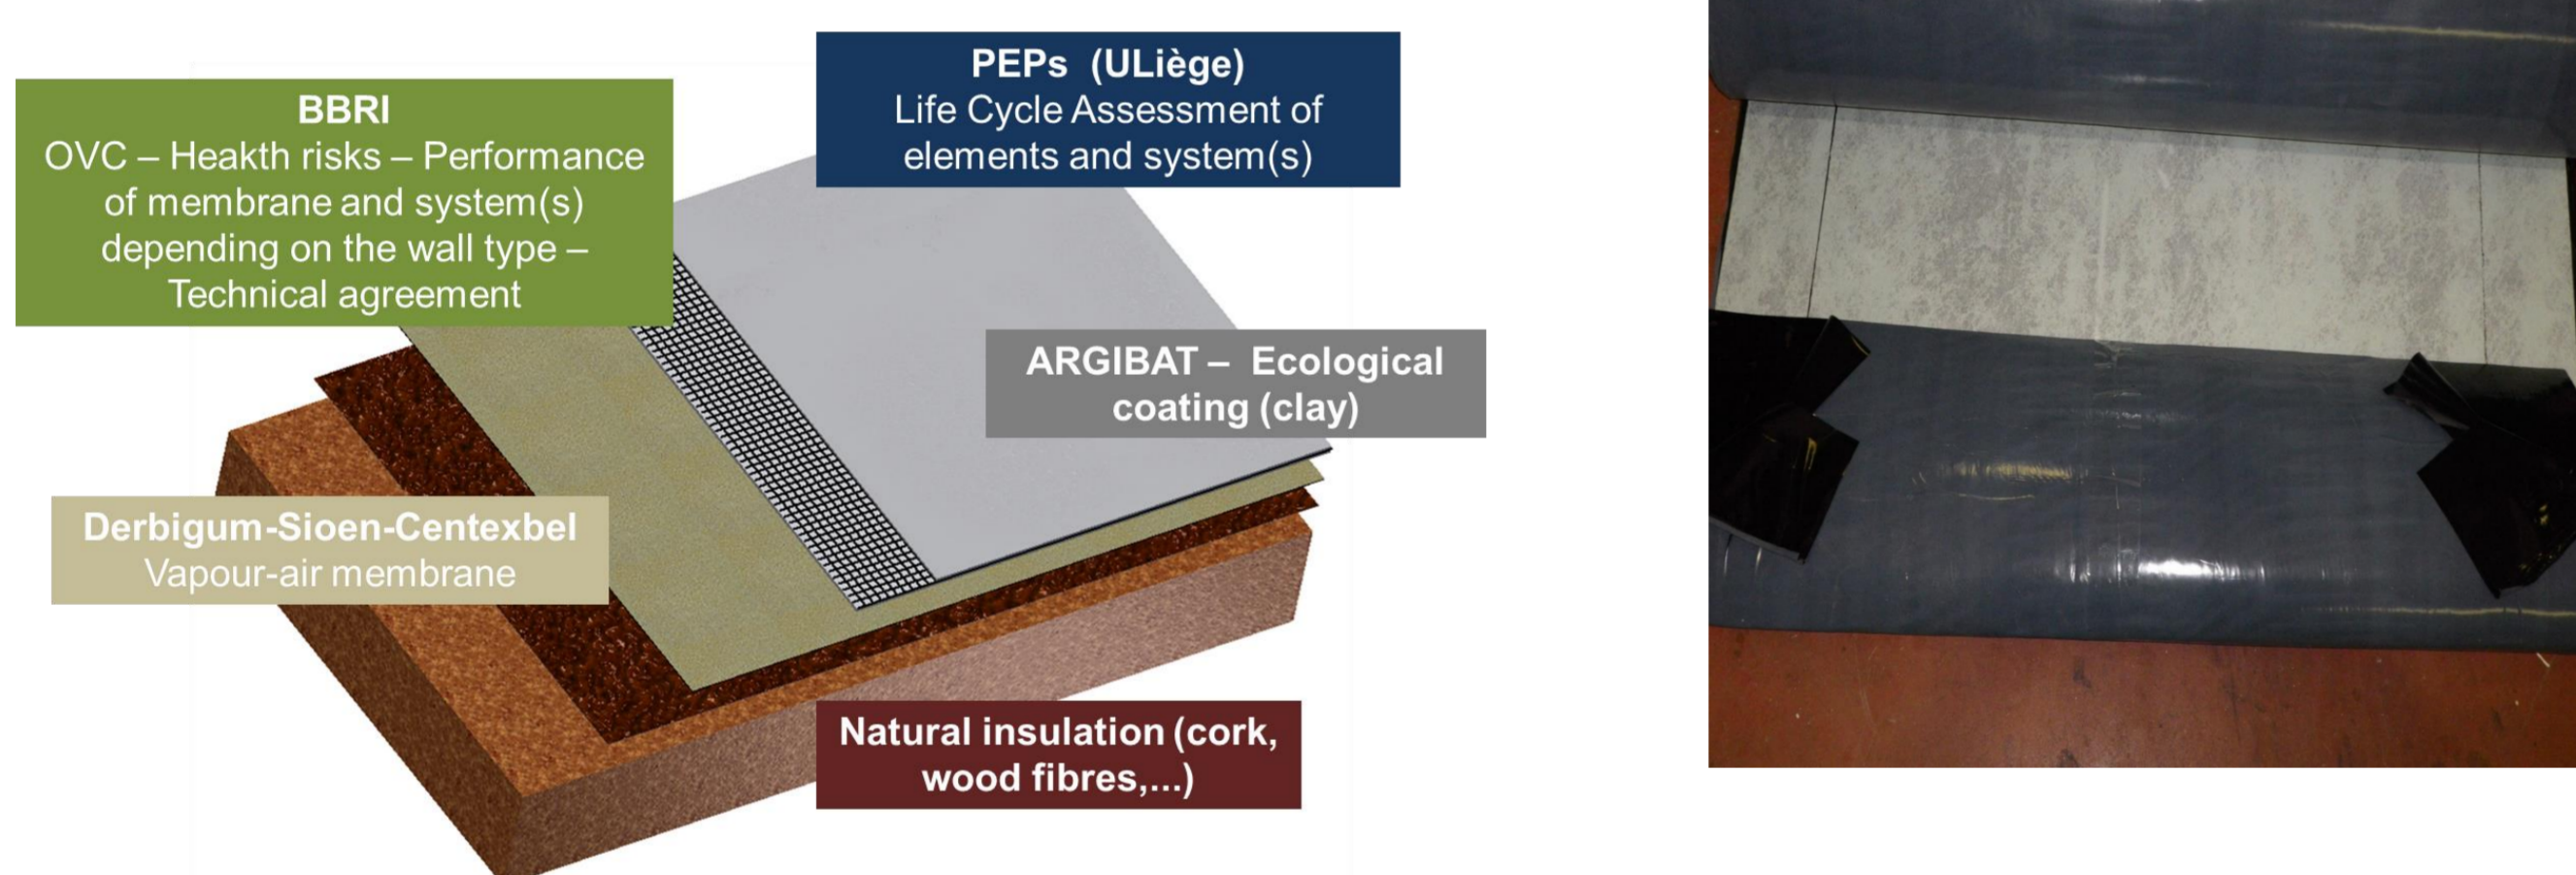 BBRI
OVC – Heakth risks – Performance
of membrane and system(s)
depending on the wall type –
Technical agreement
PEPs (ULiège)
Life Cycle Assessment of
elements and system(s)
ARGIBAT – Ecological
coating (clay)
Derbigum-Sioen-Centexbel
Vapour-air membrane
Natural insulation (cork,
wood fibres,...)